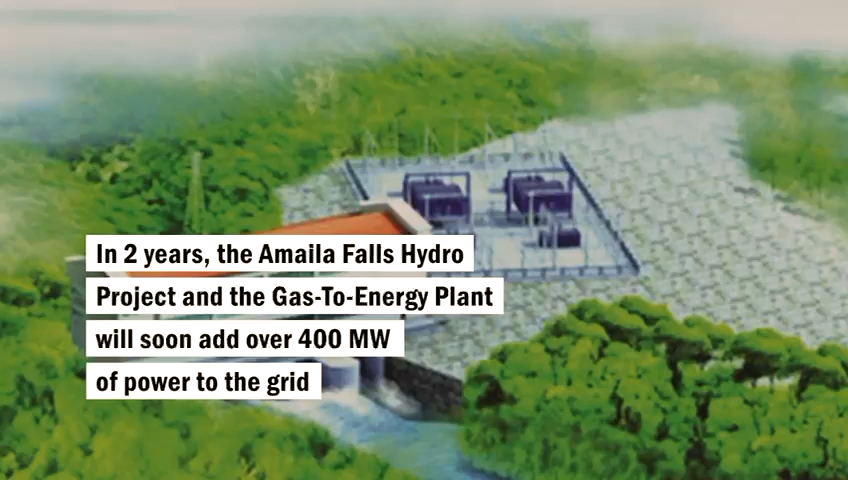 In 2 years, the Amaila Falls Hydro
Project and the Gas-To-Energy Plant
will soon add over 400 MW
of power to the grid